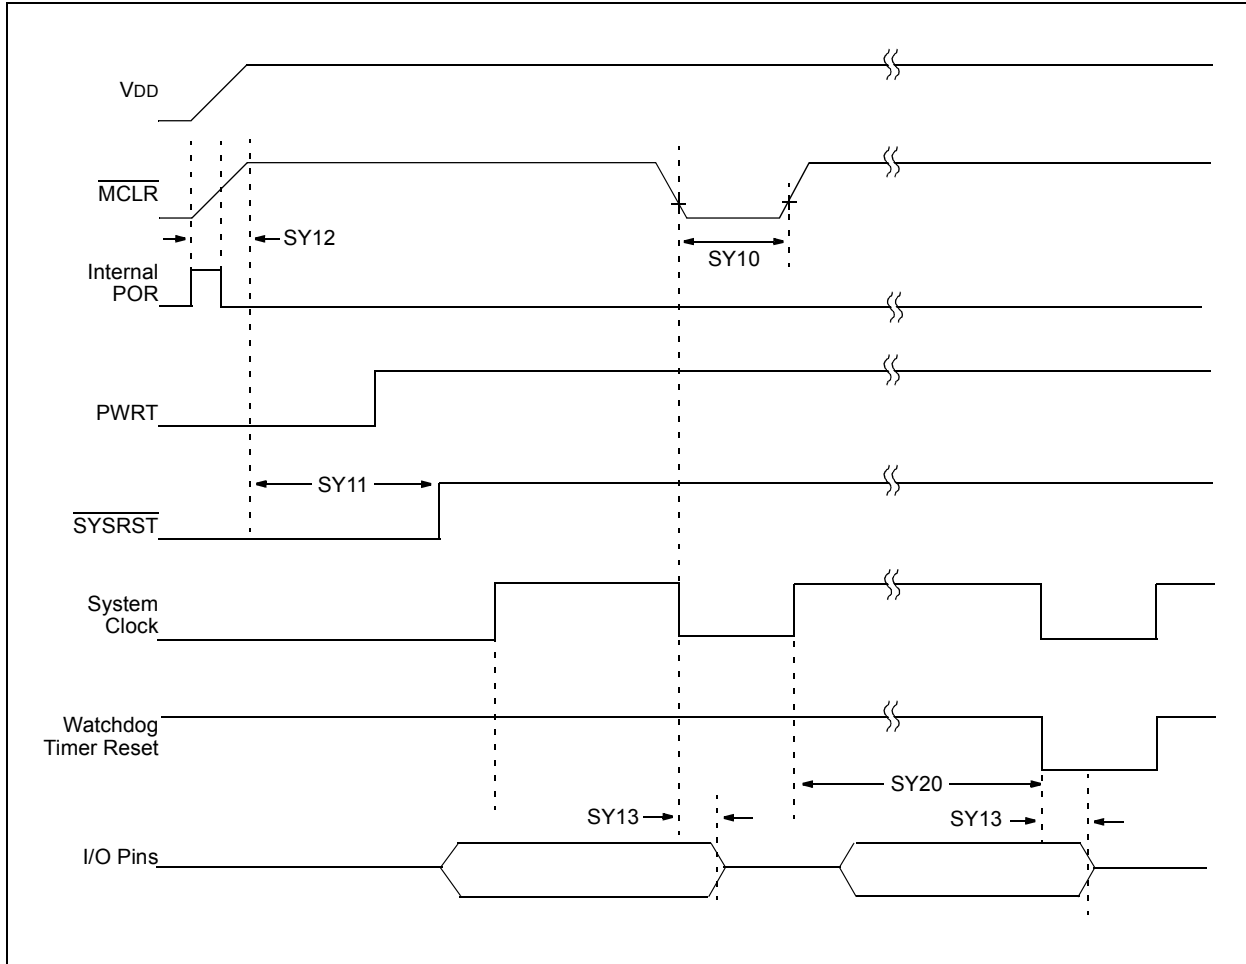 VDD
MCLR
SY12
SY10
Internal
POR
PWRT
SY11
SYSRST
System
Clock
Watchdog
Timer Reset
SY20
SY13
SY13
I/O Pins